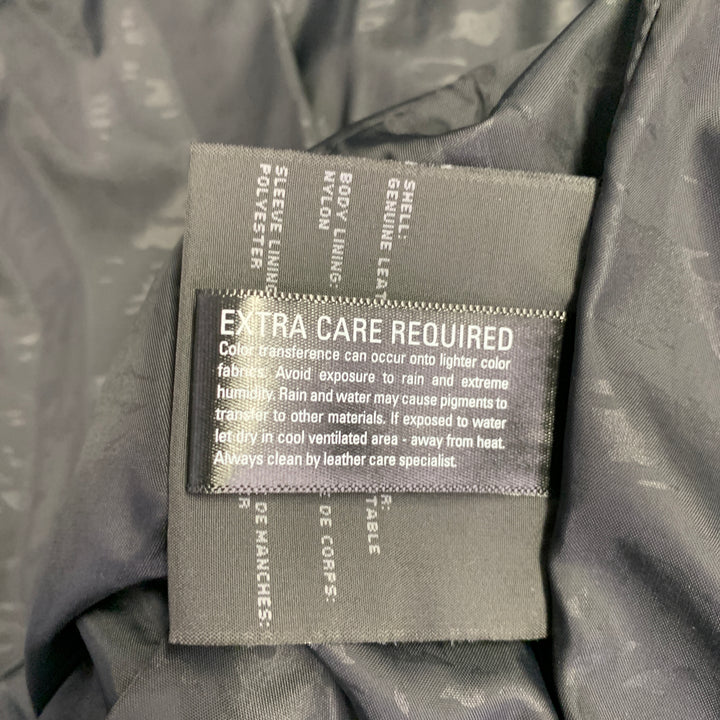 EXTRA CARE REQUIRED
Color transference can occur onto lighter color
fabrics. Avoid exposure to rain and extreme
humidity. Rain and water may cause pigments to
transfer to other materials. If exposed to water
let dry in cool ventilated area - away from heat.
Always clean by leather care specialist.
SHELL:
GENUINE LEAT
BODY LINING:
NYLON
SLEEVE LINING
POLYESTER
R:
TABLE
E DE CORPS:
DE MANCHES:
ER